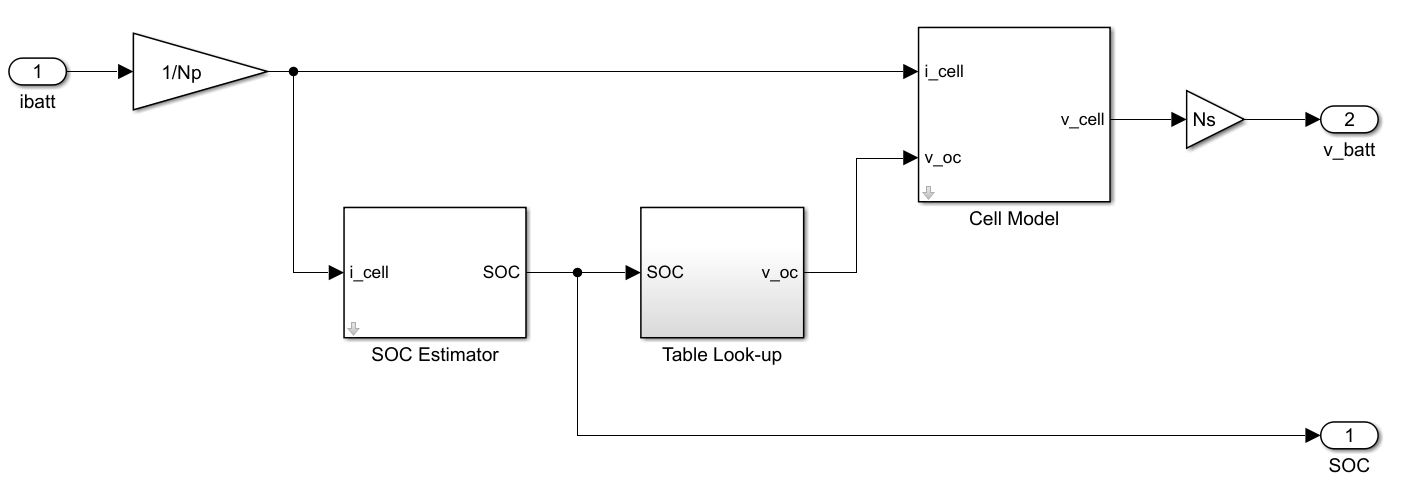 1
ibatt
1/Np
i_cell
v_oc
v_cell
Cell Model
Ns
2
v_batt
i_cell
SOC
SOC Estimator
SOC
v_oc
Table Look-up
1
SOC